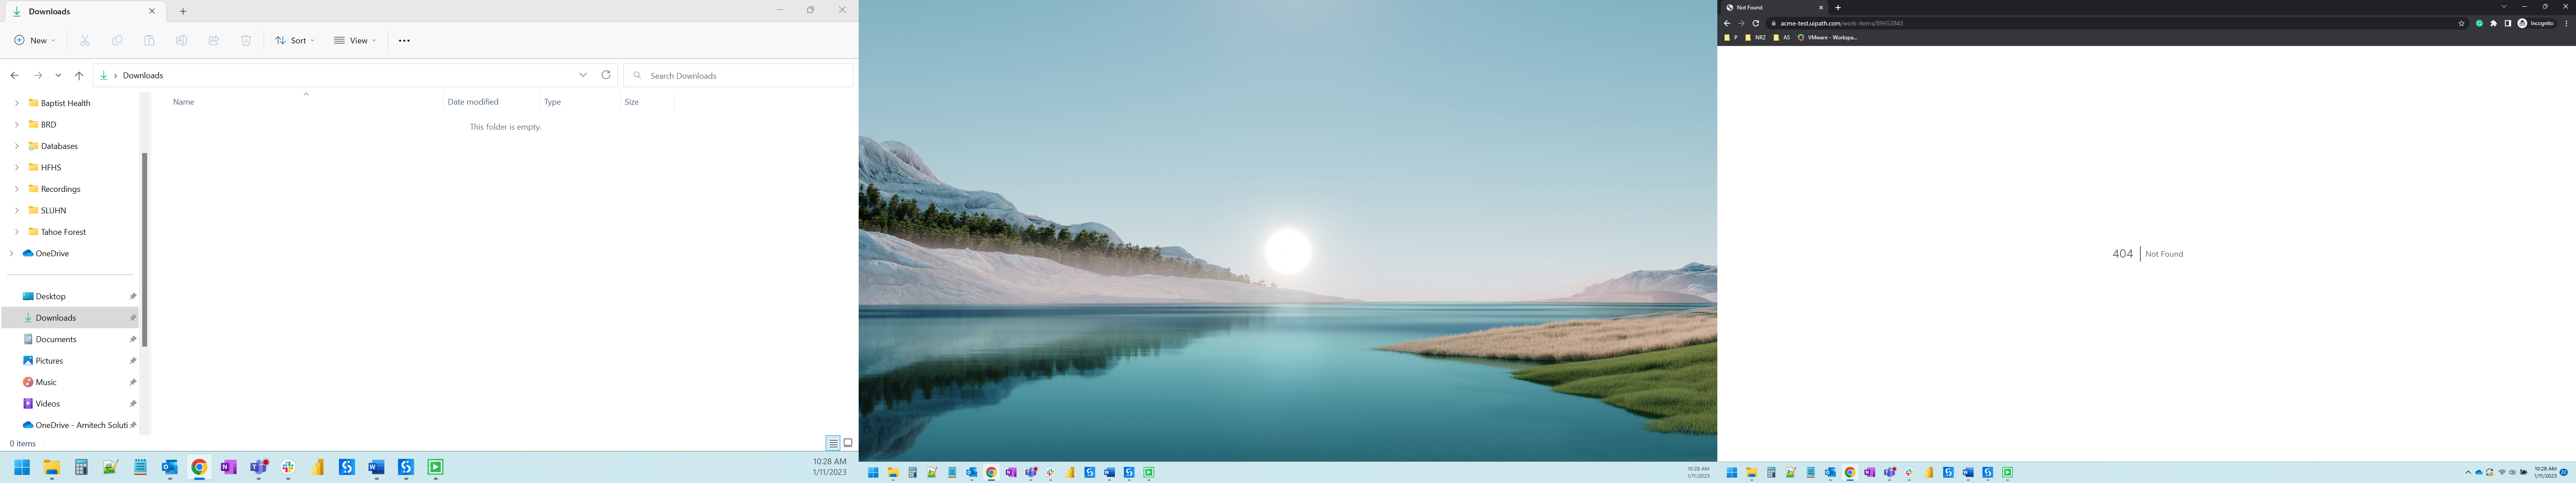 Downloads
New
Sort
View
Downloads
Search Downloads
Baptist Health
BRD
Databases
HFHS
Recordings
SLUHN
Tahoe Forest
OneDrive
Desktop
Downloads
Documents
Pictures
Music
Videos
OneDrive - Amitech Soluti
Name
Date modified
Type
Size
This folder is empty.
0 items
10:28 AM
1/11/2023
10:28 AM
1/11/2023
Not Found
acme-test.uipath.com/work-items/89653843
Incognito
P
NRZ
AS
VMware - Workspa...
404
Not Found
10:28 AM
1/11/2023